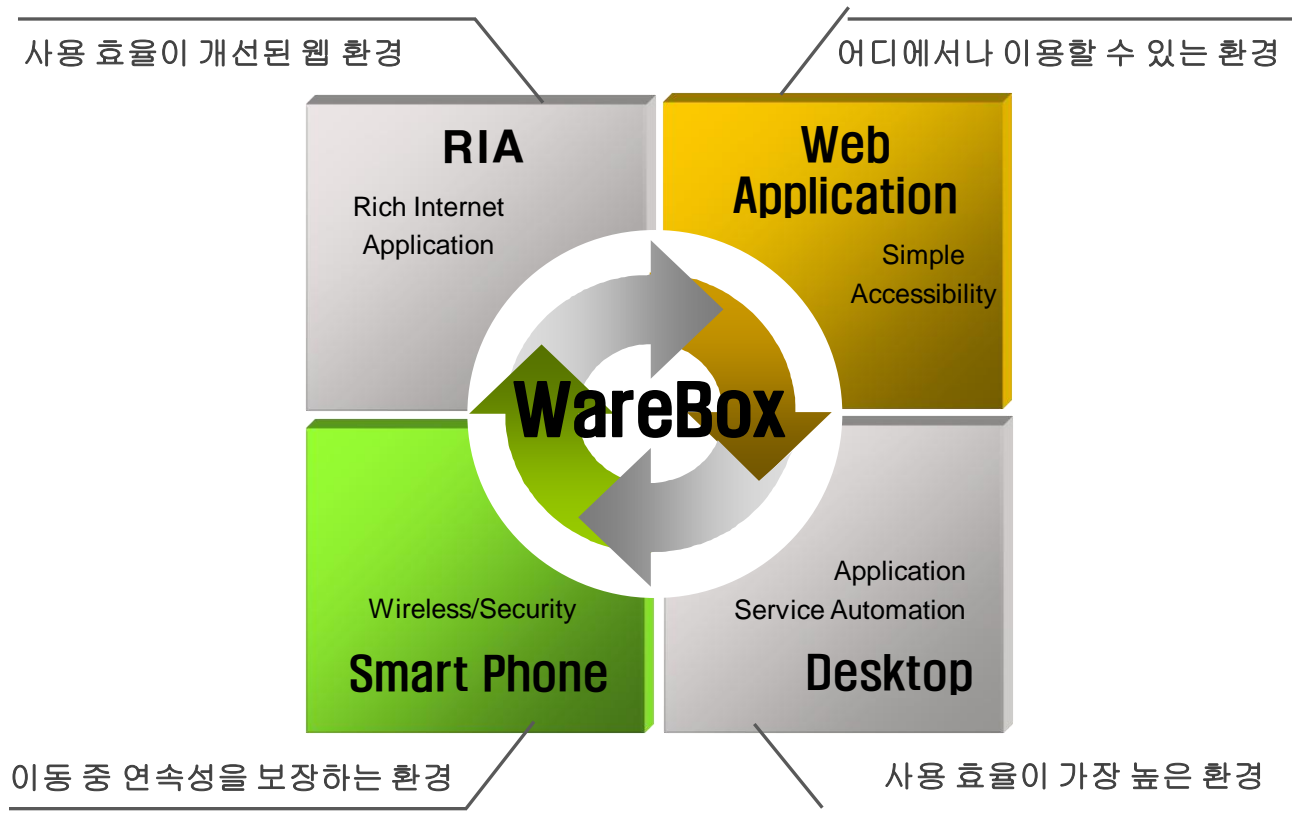 사용 효율이 개선된 웹 환경
어디에서나 이용할 수 있는 환경
RIA
Rich Internet
Application
Web
Application
Simple
Accessibility
WareBox
Wireless/Security
Smart Phone
Application
Service Automation
Desktop
이동 중 연속성을 보장하는 환경
사용 효율이 가장 높은 환경